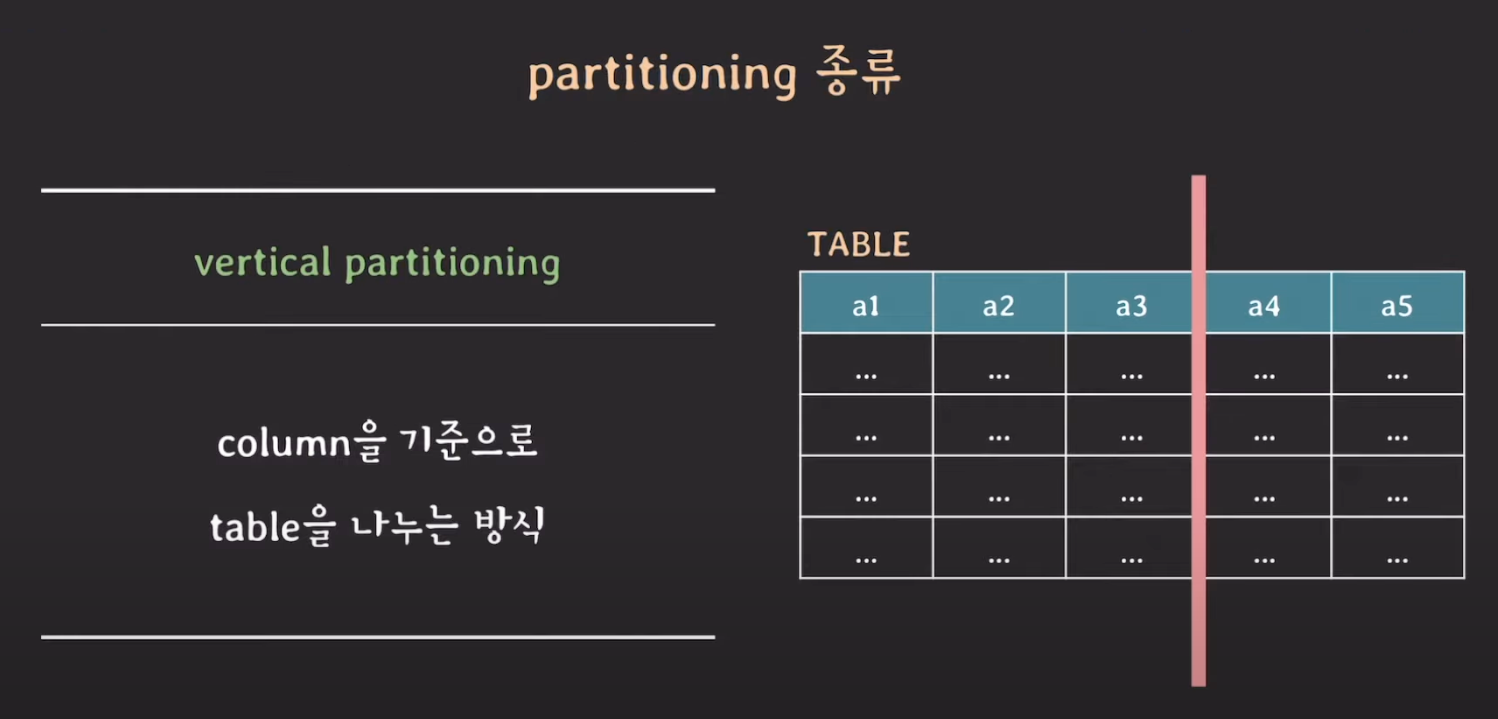 partitioning 종류
vertical partitioning
column을 기준으로
table을 나누는 방식
TABLE
a1 a2 a3 a4 a5
... ... ... ... ...
... ... ... ... ...
... ... ... ... ...
... ... ... ... ...